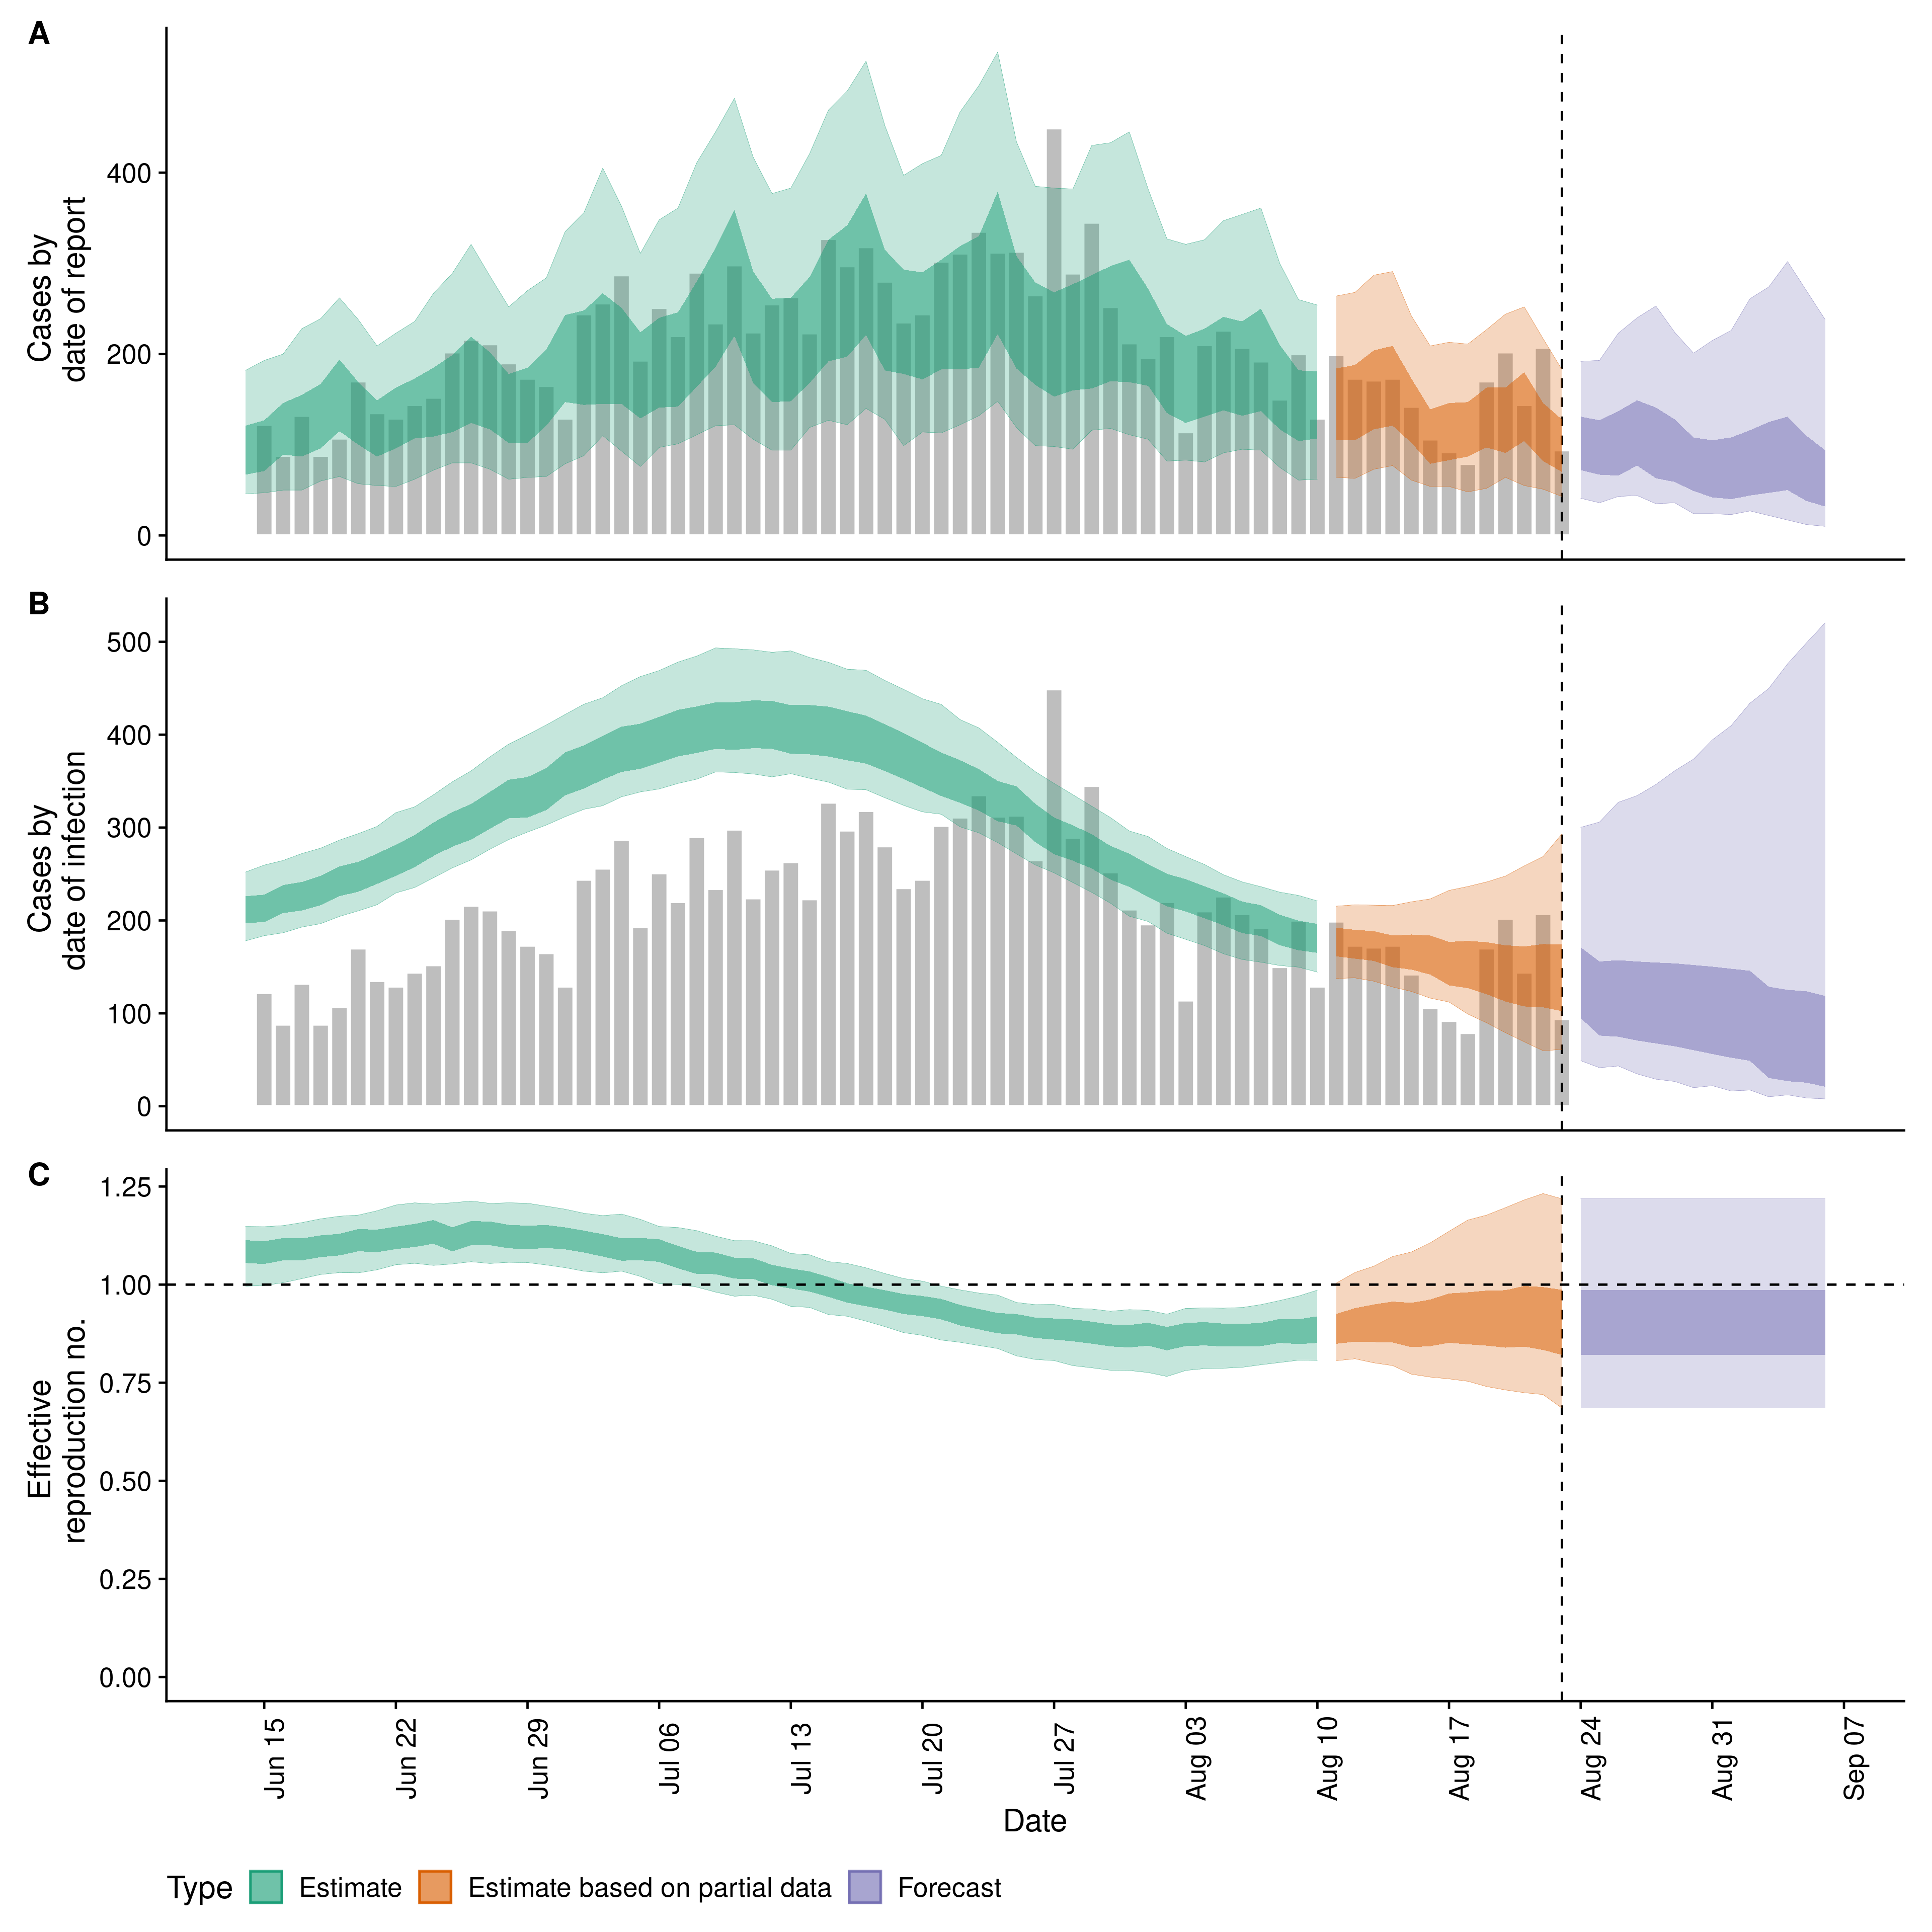 A
Cases by
date of report
400
200
0
B
Cases by
date of infection
500
400
300
200
100
0
C
Effective
reproduction no.
1.25
1.00
0.75
0.50
0.25
0.00
Jun 15
Jun 22
Jun 29
Jul 06
Jul 13
Jul 20
Jul 27
Aug 03
Aug 10
Aug 17
Aug 24
Aug 31
Sep 07
Date
Type Estimate Estimate based on partial data Forecast